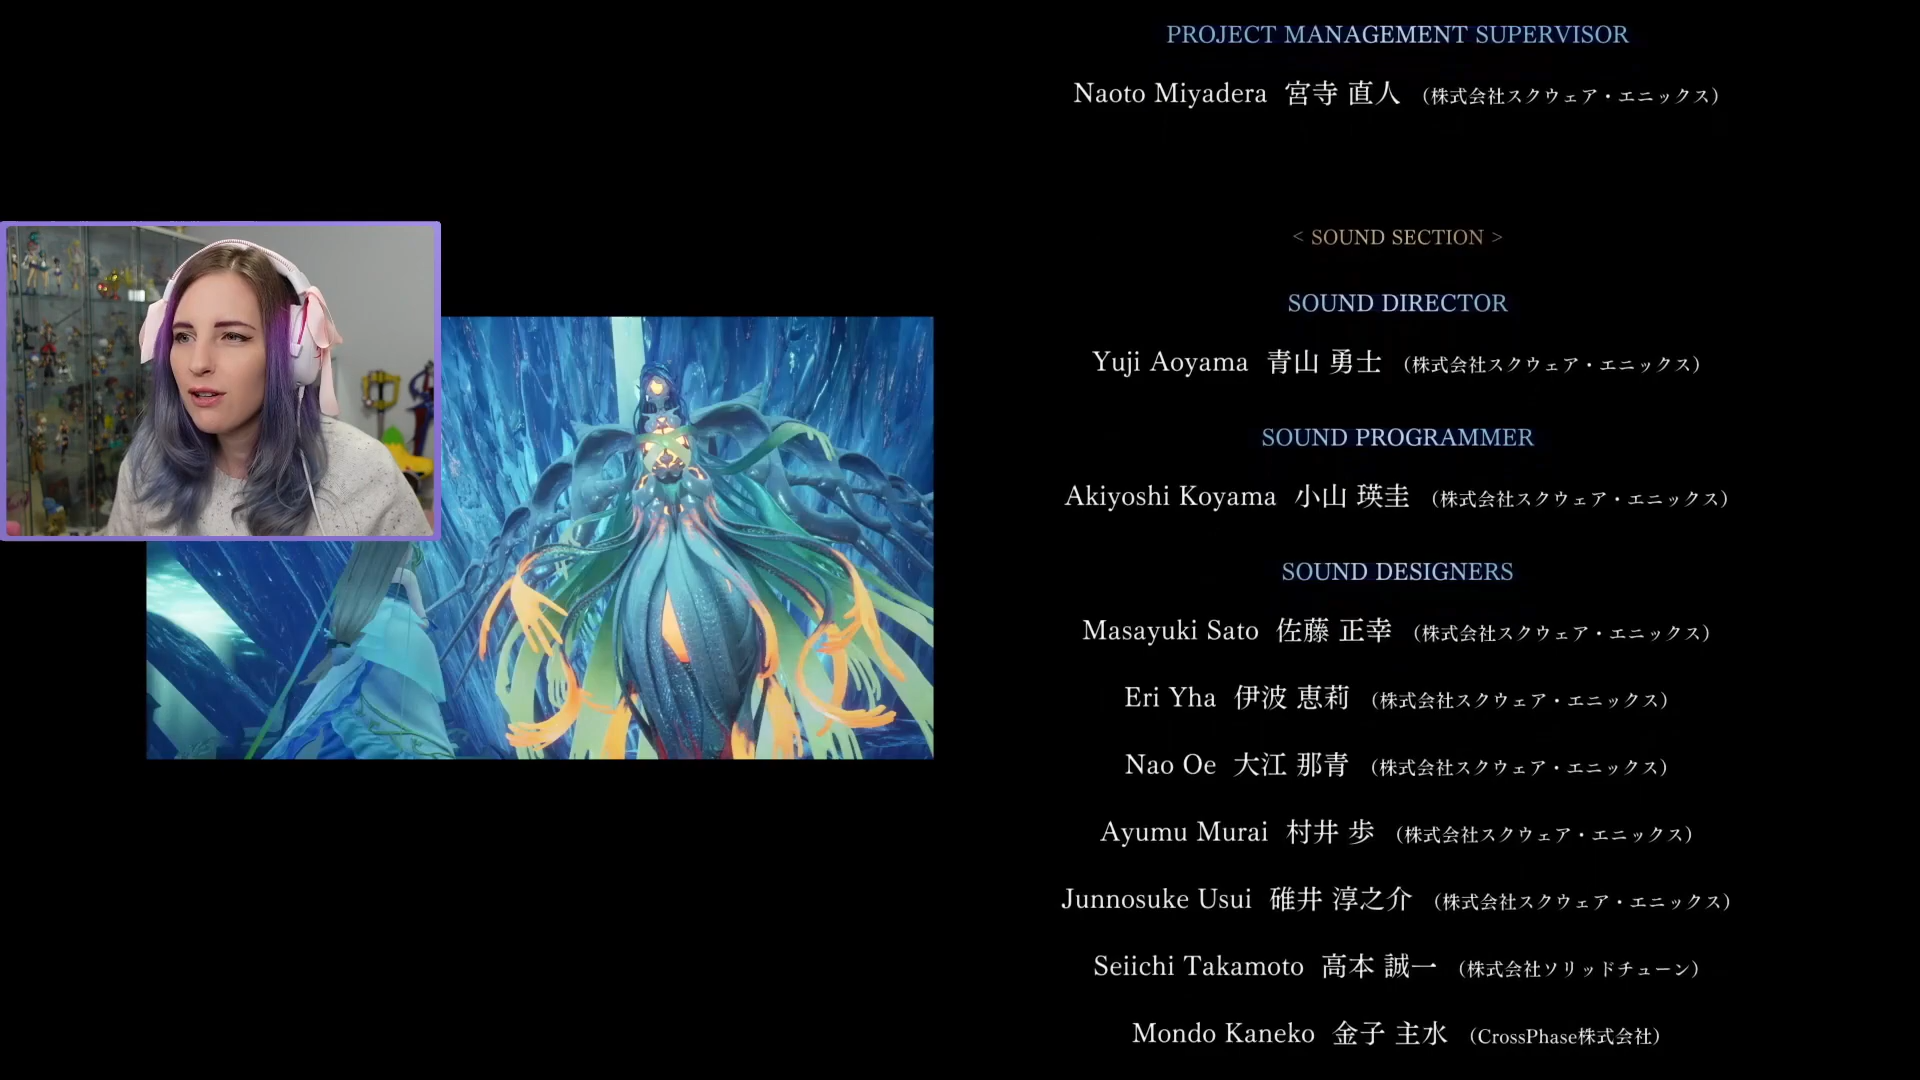 PROJECT MANAGEMENT SUPERVISOR
Naoto Miyadera 宮寺 直人 （株式会社スクウェア・エニックス）
< SOUND SECTION >
SOUND DIRECTOR
Yuji Aoyama 青山 勇士 （株式会社スクウェア・エニックス）
SOUND PROGRAMMER
Akiyoshi Koyama 小山 瑛圭 （株式会社スクウェア・エニックス）
SOUND DESIGNERS
Masayuki Sato 佐藤 正幸 （株式会社スクウェア・エニックス）
Eri Yha 伊波 恵莉 （株式会社スクウェア・エニックス）
Nao Oe 大江 那青 （株式会社スクウェア・エニックス）
Ayumu Murai 村井 歩 （株式会社スクウェア・エニックス）
Junnosuke Usui 碓井 淳之介 （株式会社スクウェア・エニックス）
Seiichi Takamoto 高本 誠一 （株式会社ソリッドチューン）
Mondo Kaneko 金子 主水 （CrossPhase株式会社）